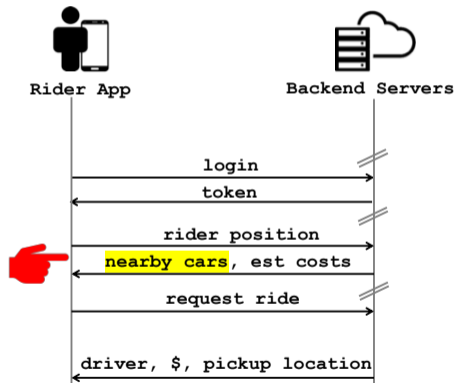 Rider App
Backend Servers
login
token
rider position
nearby cars, est costs
request ride
driver, $, pickup location